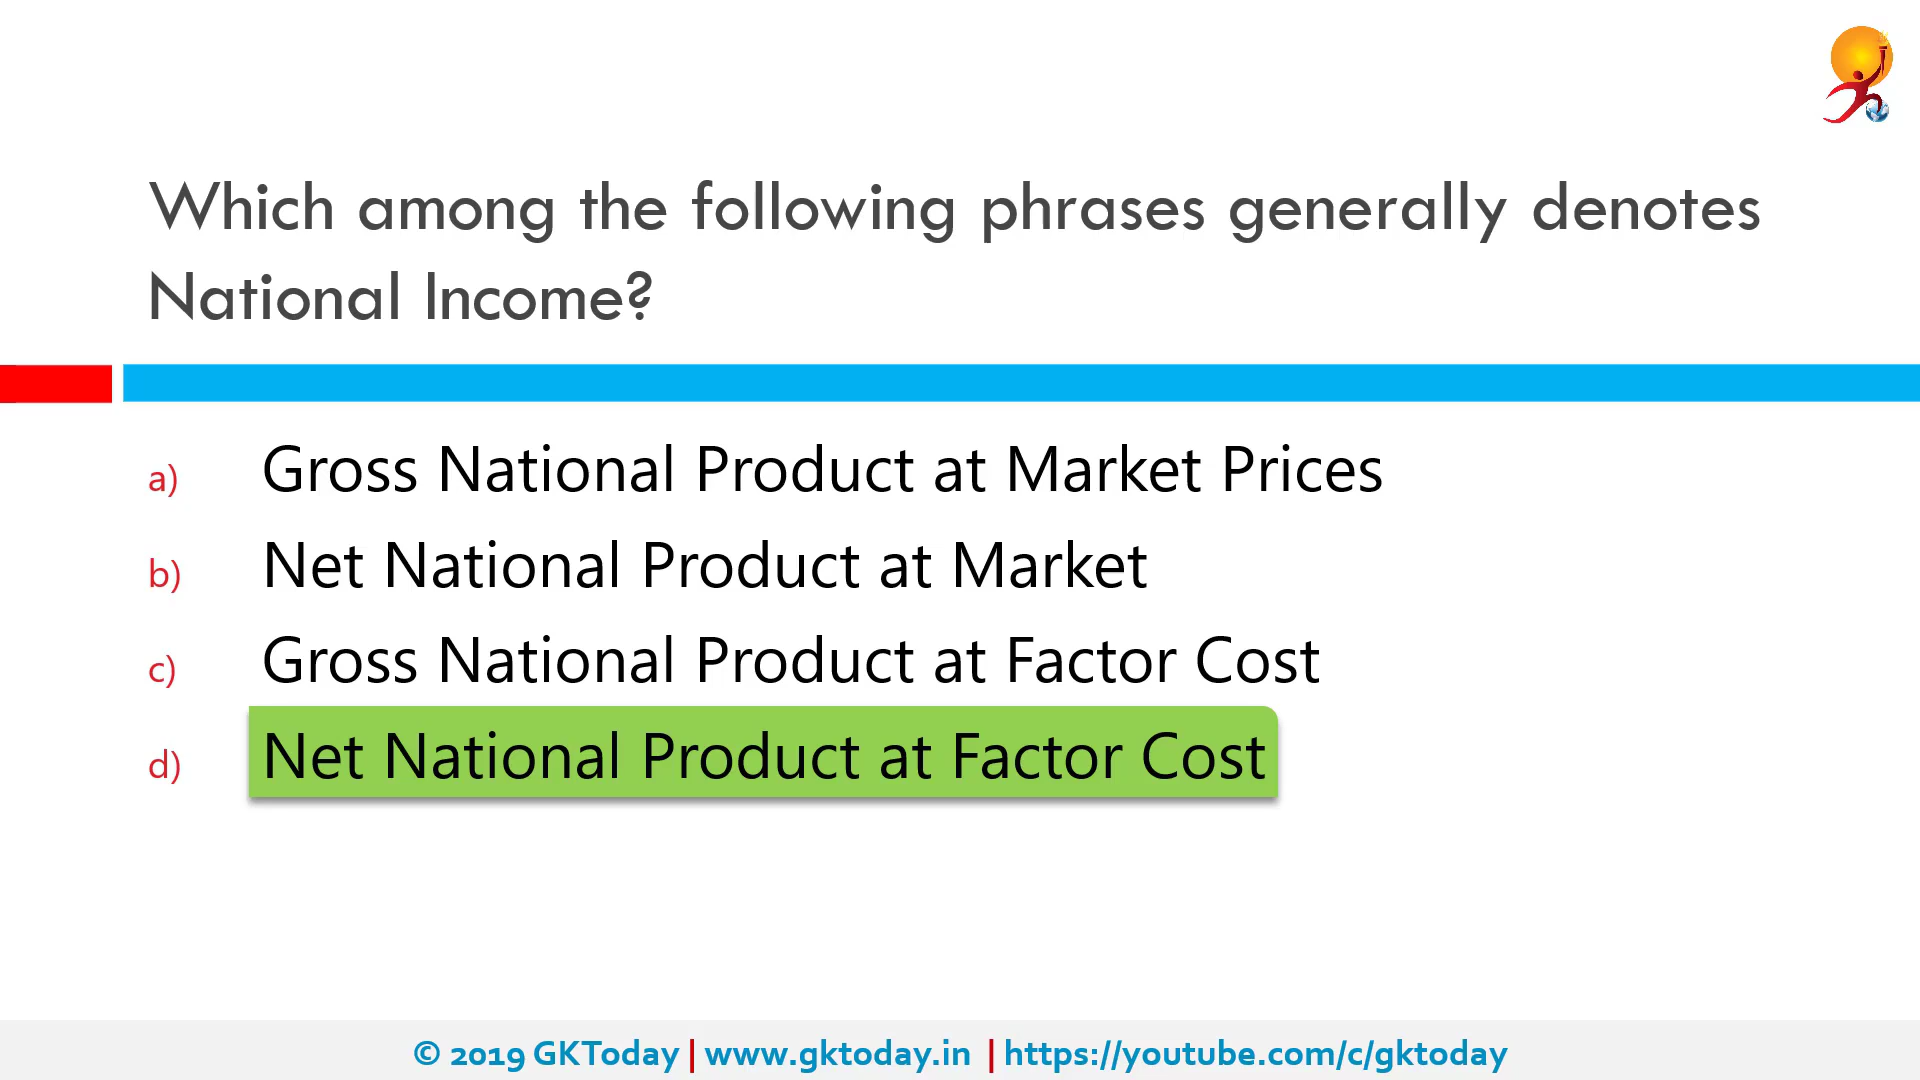 Which among the following phrases generally denotes
National Income?
a) Gross National Product at Market Prices
b) Net National Product at Market
c) Gross National Product at Factor Cost
d) Net National Product at Factor Cost
© 2019 GKToday | www.gktoday.in | https://youtube.com/c/gktoday